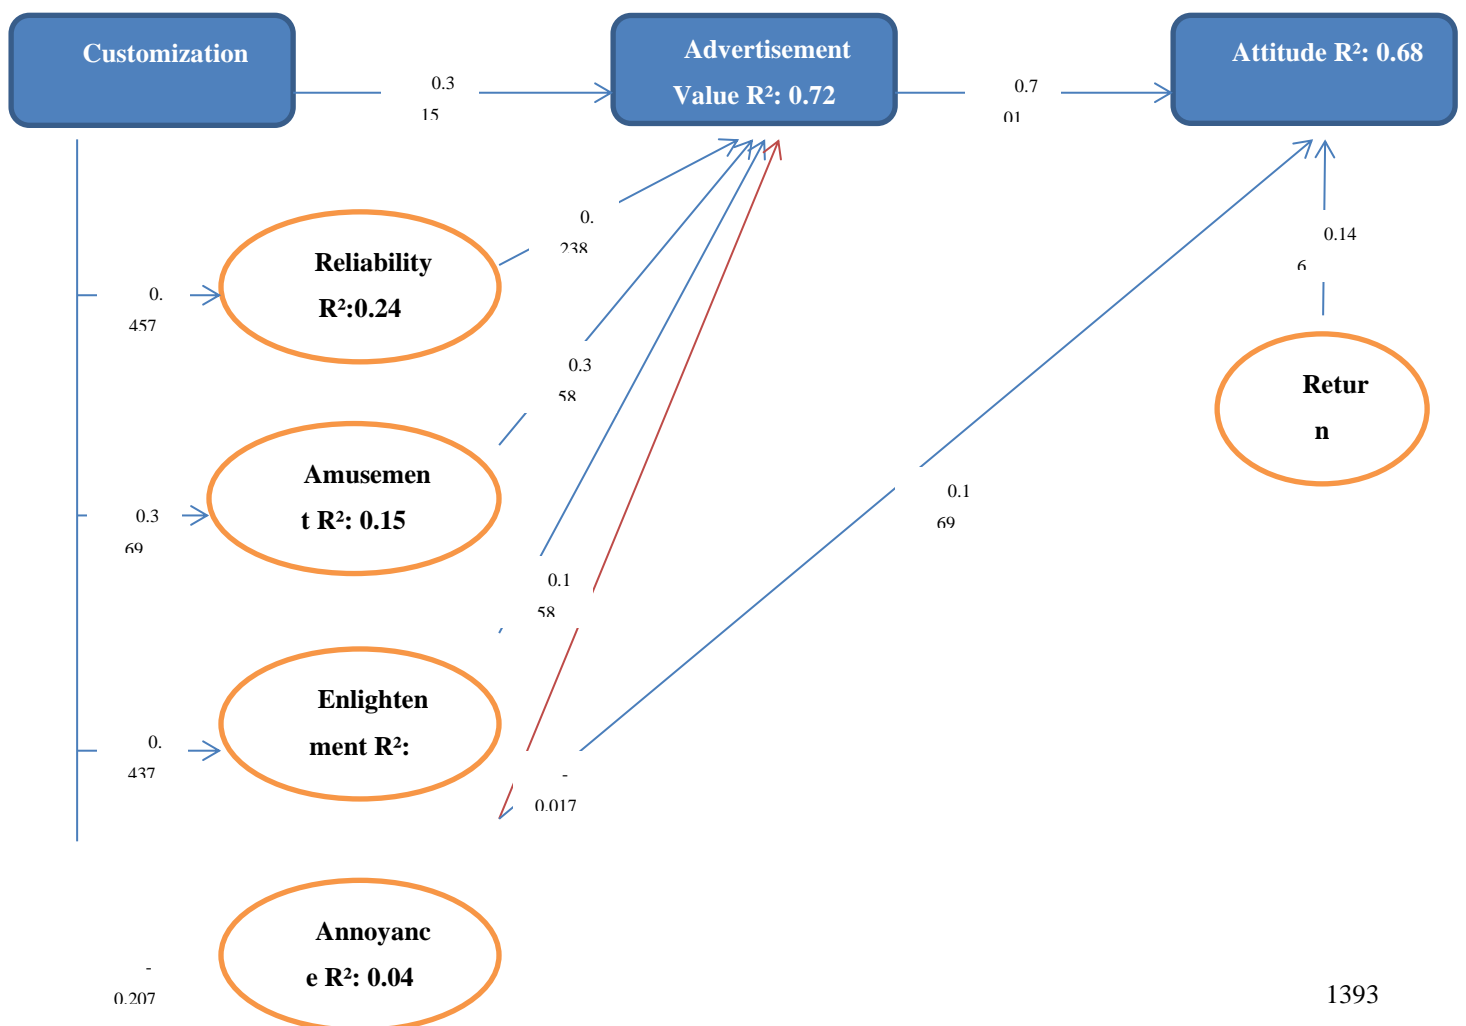 Customization
0.3
15
Advertisement
Value R²: 0.72
0.7
01
Attitude R²: 0.68
Reliability
R²:0.24
0.
238
0.
457
0.14
6
Retur
n
0.3
58
Amusemen
t R²: 0.15
0.3
69
0.1
69
0.1
58
Enlighten
ment R²:
0.
437
-
0.017
Annoyanc
e R²: 0.04
-
0.207
1393